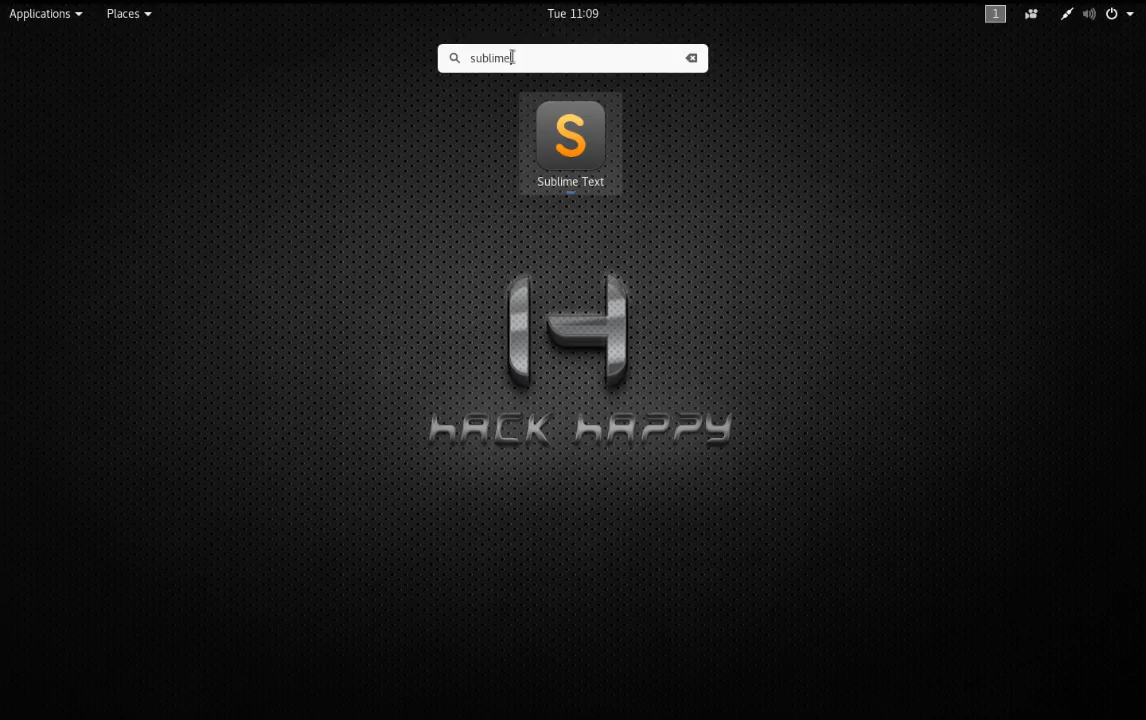 Applications Places Tue 11:09 1
sublime
S
Sublime Text
H
HACK HAPPY